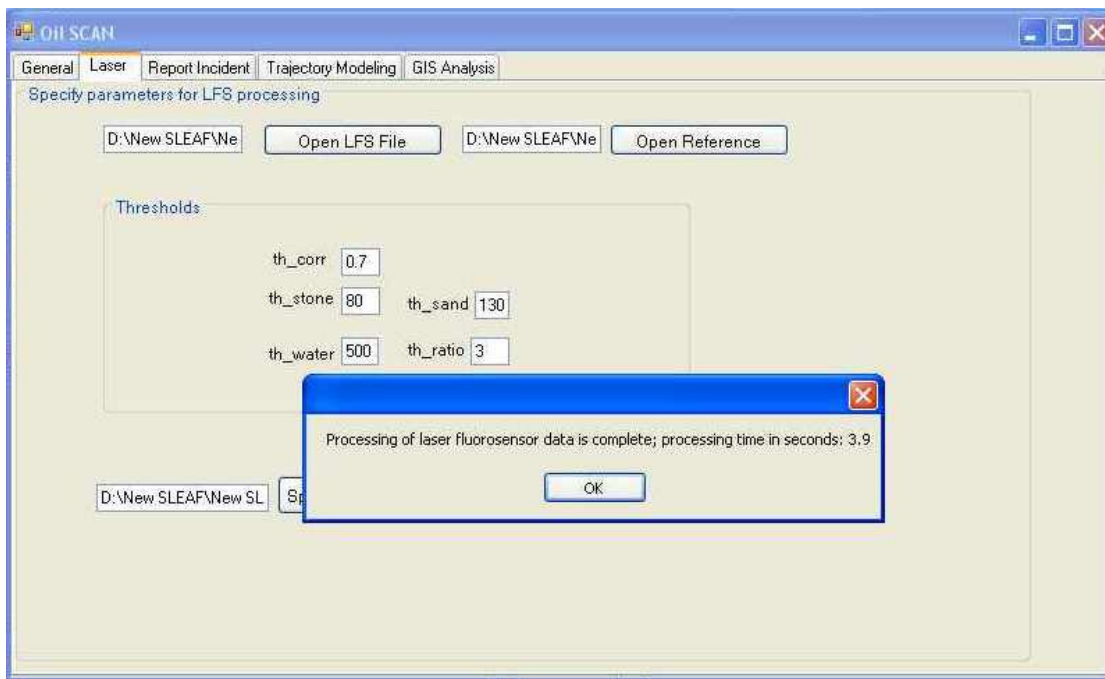 Oil SCAN
General Laser Report Incident Trajectory Modeling GIS Analysis
Specify parameters for LFS processing
D:\New SLEAF\Ne Open LFS File D:\New SLEAF\Ne Open Reference
Thresholds
th_corr 0.7
th_stone 80 th_sand 130
th_water 500 th_ratio 3
Processing of laser fluorosensor data is complete; processing time in seconds: 3.9
OK
D:\New SLEAF\New SL